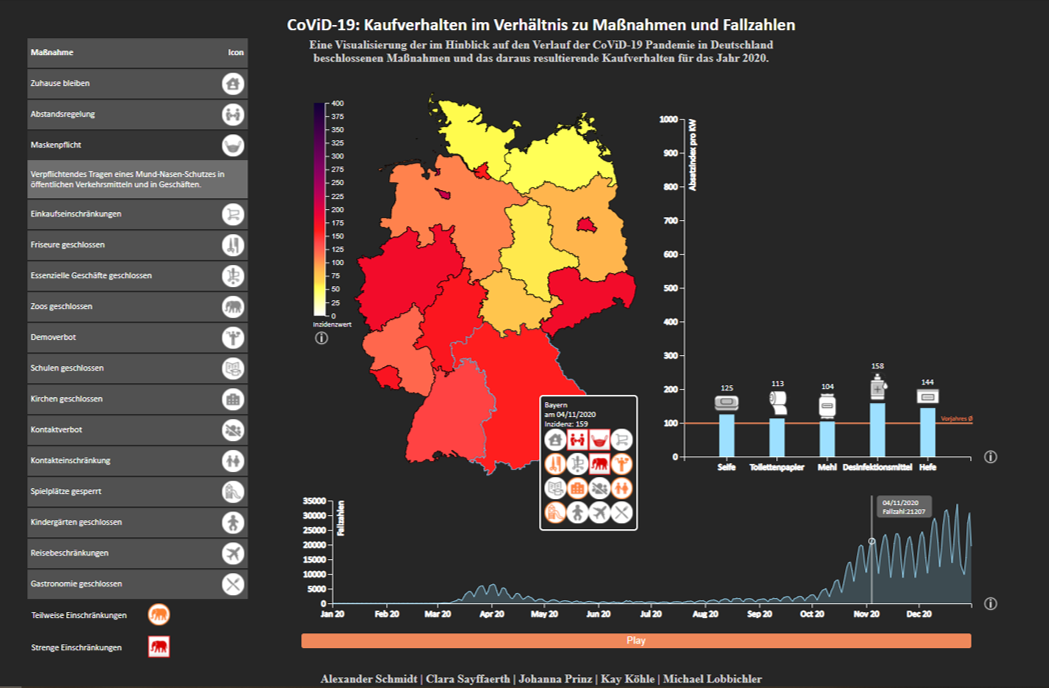 CoViD-19: Kaufverhalten im Verhältnis zu Maßnahmen und Fallzahlen
Eine Visualisierung der im Hinblick auf den Verlauf der CoViD-19 Pandemie in Deutschland
beschlossenen Maßnahmen und das daraus resultierende Kaufverhalten für das Jahr 2020.
Maßnahme Icon
Zuhause bleiben
Abstandsregelung
Maskenpflicht
Verpflichtendes Tragen eines Mund-Nasen-Schutzes in
öffentlichen Verkehrsmitteln und in Geschäften.
Einkaufseinschränkungen
Friseure geschlossen
Essenzielle Geschäfte geschlossen
Zoos geschlossen
Demoverbot
Schulen geschlossen
Kirchen geschlossen
Kontaktverbot
Kontakteinschränkung
Spielplätze gesperrt
Kindergärten geschlossen
Reisebeschränkungen
Gastronomie geschlossen
Teilweise Einschränkungen
Strenge Einschränkungen
400
375
350
325
300
275
250
225
200
175
150
125
100
75
50
25
0
Inzidenzwert
Bayern
am 04/11/2020
Inzidenz: 159
Absatzindex pro KW
1000
900
800
700
600
500
400
300
200
100
0
125 113 104 158 144
Vorjahres Ø
Seife Toilettenpapier Mehl Desinfektionsmittel Hefe
Fallzahlen
35000
30000
25000
20000
15000
10000
5000
0
04/11/2020
Fallzahl:21207
Jan 20 Feb 20 Mar 20 Apr 20 May 20 Jun 20 Jul 20 Aug 20 Sep 20 Oct 20 Nov 20 Dec 20
Play
Alexander Schmidt | Clara Sayffaerth | Johanna Prinz | Kay Köhle | Michael Lobbichler